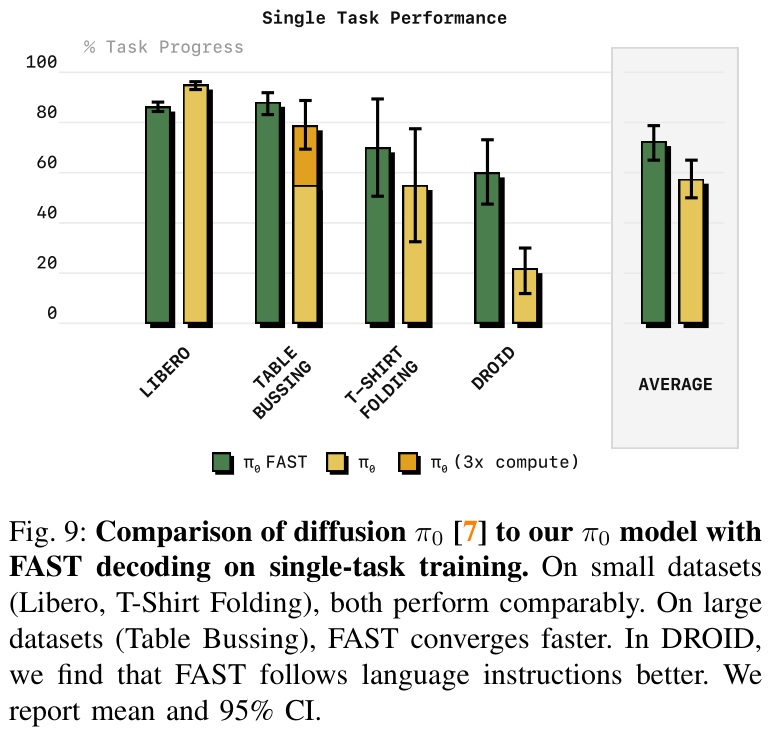 Single Task Performance
% Task Progress
100
80
60
40
20
0
LIBERO
TABLE
BUSSING
T-SHIRT
FOLDING
DROID
AVERAGE
π₀ FAST π₀ π₀ (3x compute)
Fig. 9: Comparison of diffusion π₀ [7] to our π₀ model with
FAST decoding on single-task training. On small datasets
(Libero, T-Shirt Folding), both perform comparably. On large
datasets (Table Bussing), FAST converges faster. In DROID,
we find that FAST follows language instructions better. We
report mean and 95% CI.